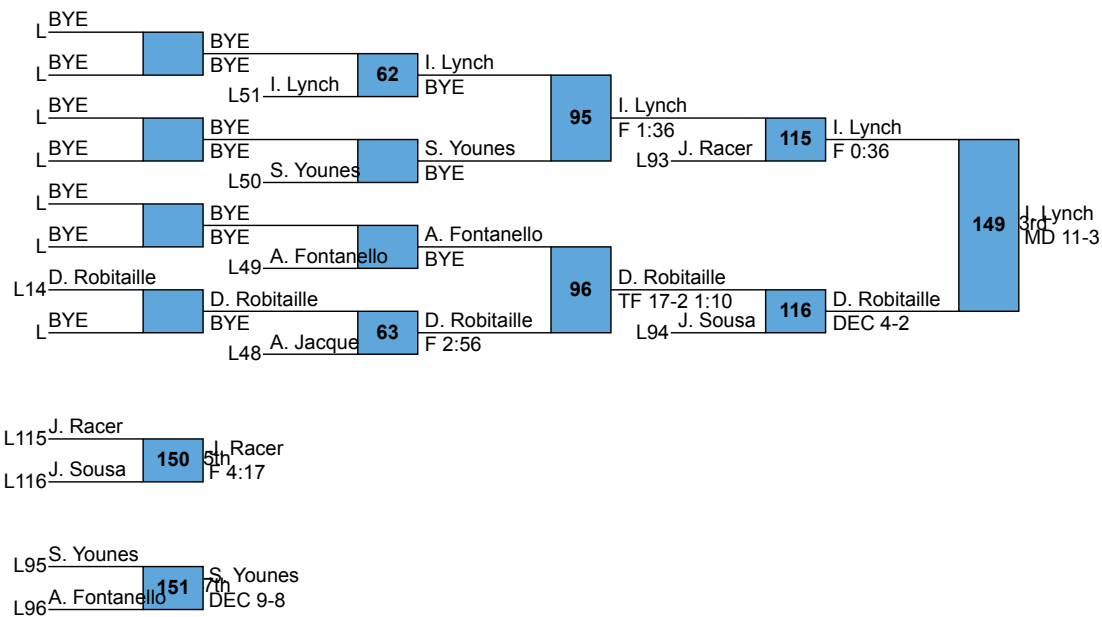 L BYE
BYE
L BYE
BYE
L51 I. Lynch
62
I. Lynch
BYE
L BYE
BYE
L BYE
BYE
L50 S. Younes
S. Younes
BYE
95
I. Lynch
F 1:36
L93 J. Racer
115
I. Lynch
F 0:36
L BYE
BYE
L BYE
BYE
L49 A. Fontanello
A. Fontanello
BYE
L14 D. Robitaille
D. Robitaille
L BYE
BYE
L48 A. Jacque
63
D. Robitaille
F 2:56
96
D. Robitaille
TF 17-2 1:10
L94 J. Sousa
116
D. Robitaille
DEC 4-2
149
3rd
I. Lynch
MD 11-3
L115 J. Racer
L116 J. Sousa
150
5th
J. Racer
F 4:17
L95 S. Younes
L96 A. Fontanello
151
7th
S. Younes
DEC 9-8